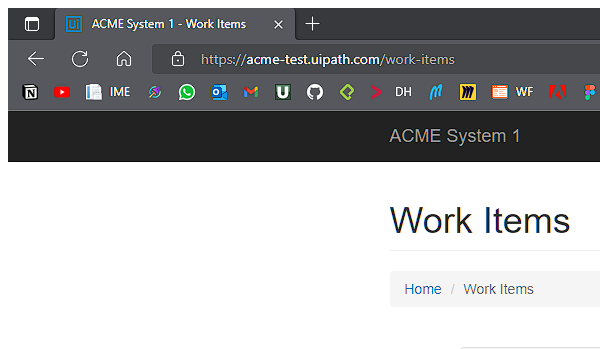 ACME System 1 - Work Items
https://acme-test.uipath.com/work-items
IME DH WF
ACME System 1
Work Items
Home / Work Items